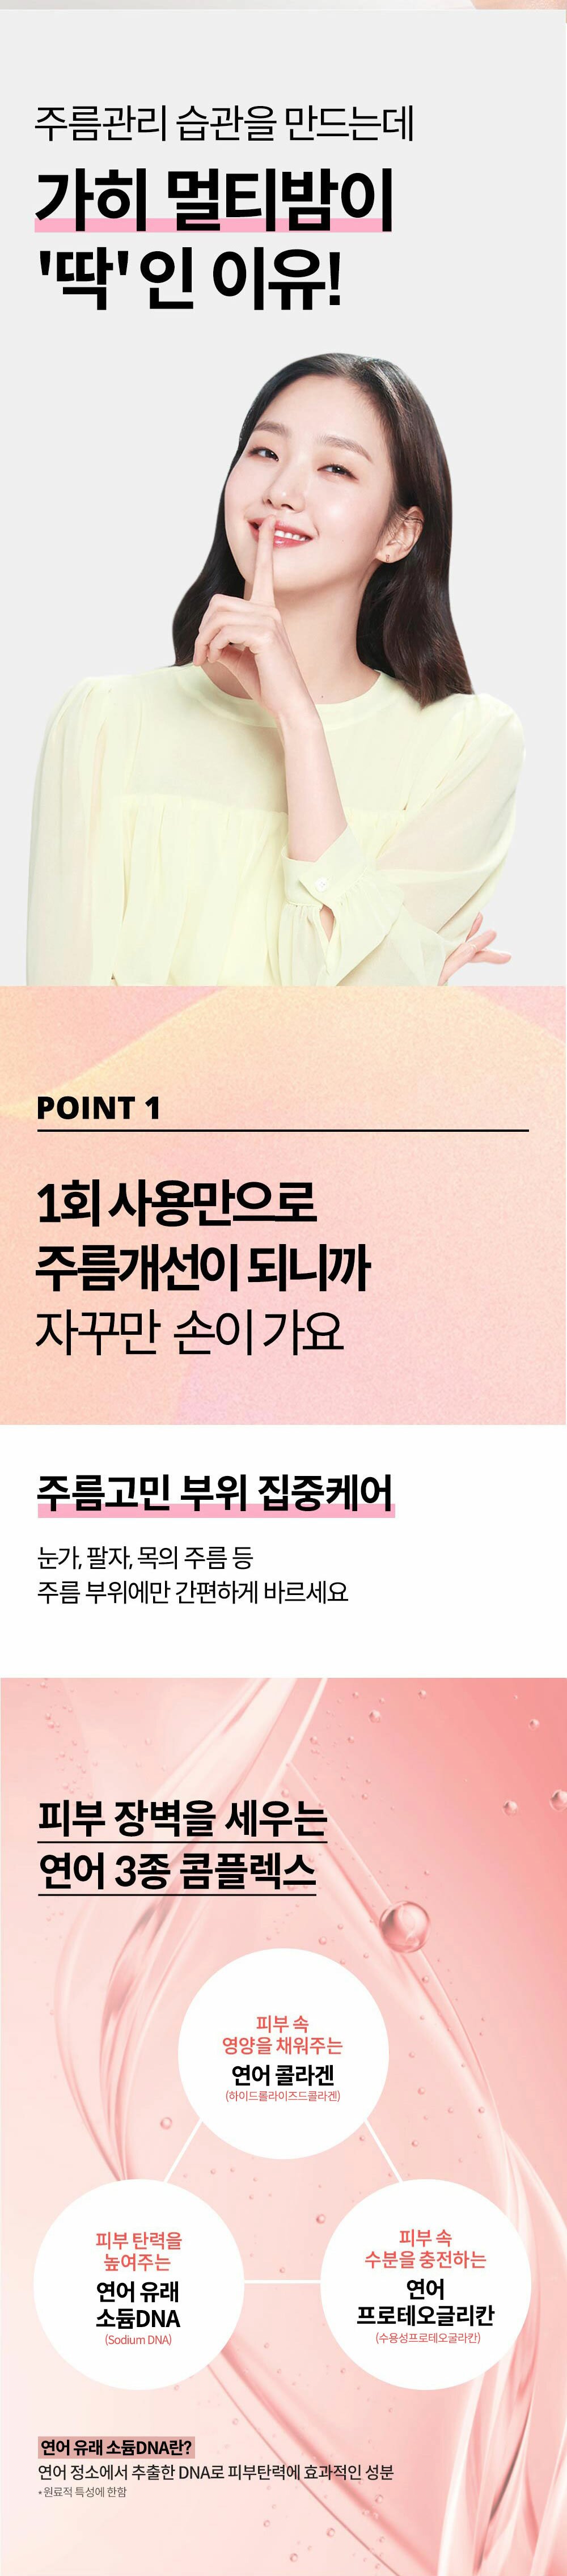 주름관리 습관을 만드는데
가히 멀티밤이
'딱'인 이유!
POINT 1
1회 사용만으로
주름개선이 되니까
자꾸만 손이 가요
주름고민 부위 집중케어
눈가, 팔자, 목의 주름 등
주름 부위에만 간편하게 바르세요
피부 장벽을 세우는
연어 3종 콤플렉스
피부 속
영양을 채워주는
연어 콜라겐
(하이드롤라이즈드콜라겐)
피부 탄력을
높여주는
연어 유래
소듐DNA
(Sodium DNA)
피부 속
수분을 충전하는
연어
프로테오글리칸
(수용성프로테오굴라칸)
연어 유래 소듐DNA란?
연어 정소에서 추출한 DNA로 피부탄력에 효과적인 성분
*원료적 특성에 한함